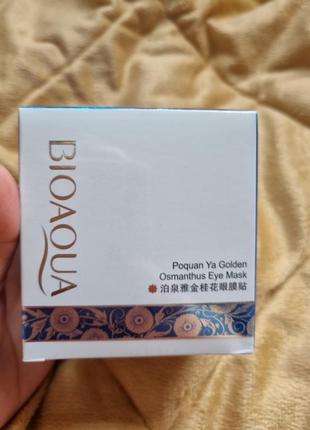 BIOAQUA
Poquan Ya Golden
Osmanthus Eye Mask
泊泉雅金桂花眼膜贴